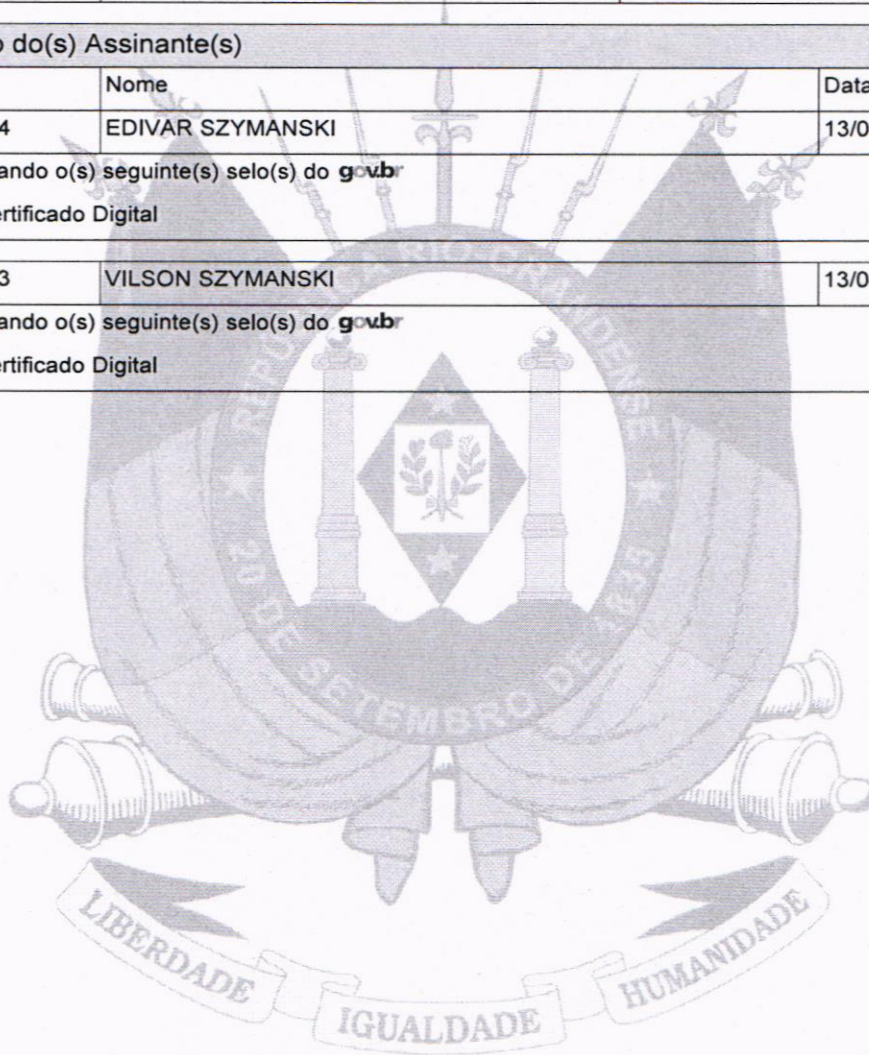 o do(s) Assinante(s)
Nome Data
4 EDIVAR SZYMANSKI 13/0
ando o(s) seguinte(s) selo(s) do gov.br
ertificado Digital
3 VILSON SZYMANSKI 13/0
ando o(s) seguinte(s) selo(s) do gov.br
ertificado Digital
REPÚBLICA RIO-GRANDENSE
20 DE SETEMBRO DE 1835
LIBERDADE
IGUALDADE
HUMANIDADE